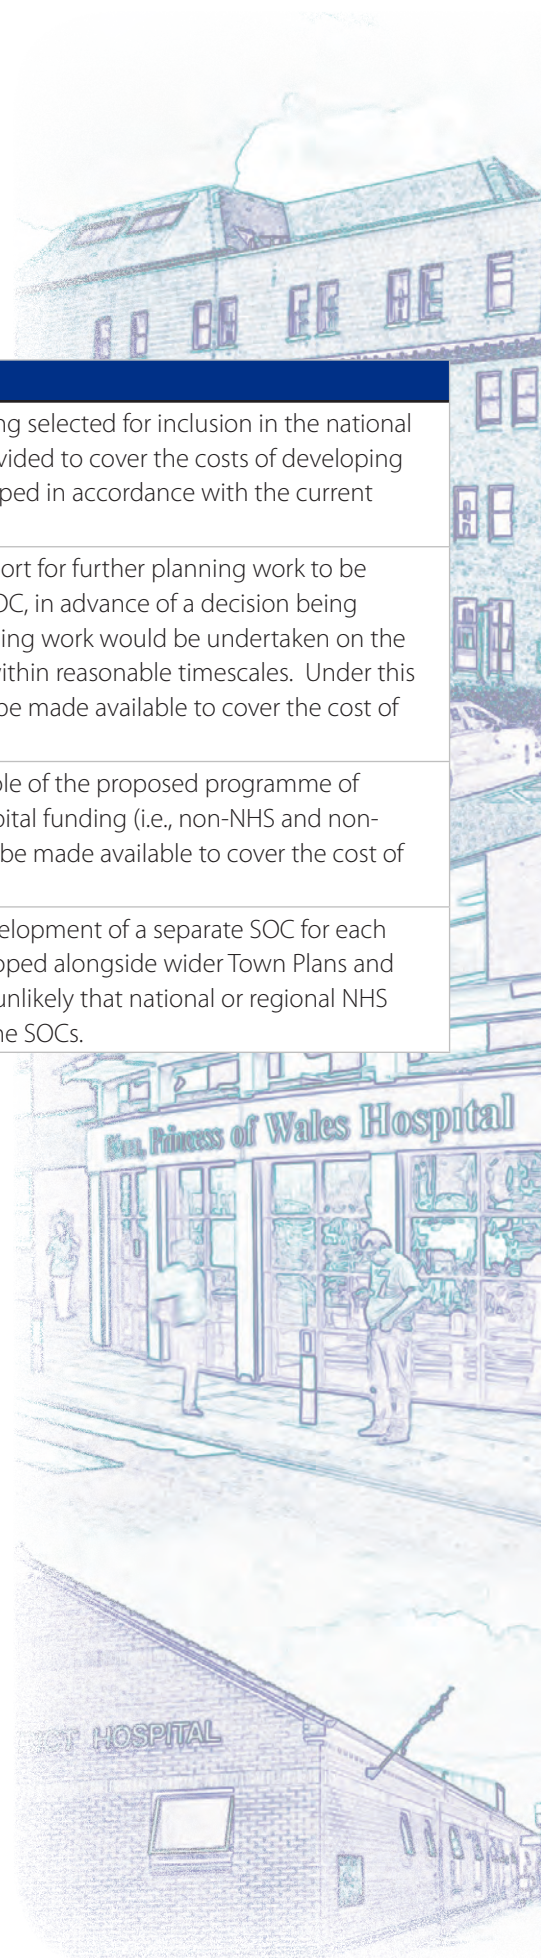 ng selected for inclusion in the national
vided to cover the costs of developing
ped in accordance with the current
ort for further planning work to be
OC, in advance of a decision being
ing work would be undertaken on the
vithin reasonable timescales.  Under this
be made available to cover the cost of
ole of the proposed programme of
pital funding (i.e., non-NHS and non-
be made available to cover the cost of
elopment of a separate SOC for each
oped alongside wider Town Plans and
unlikely that national or regional NHS
ne SOCs.
Princess of Wales Hospital
HOSPITAL